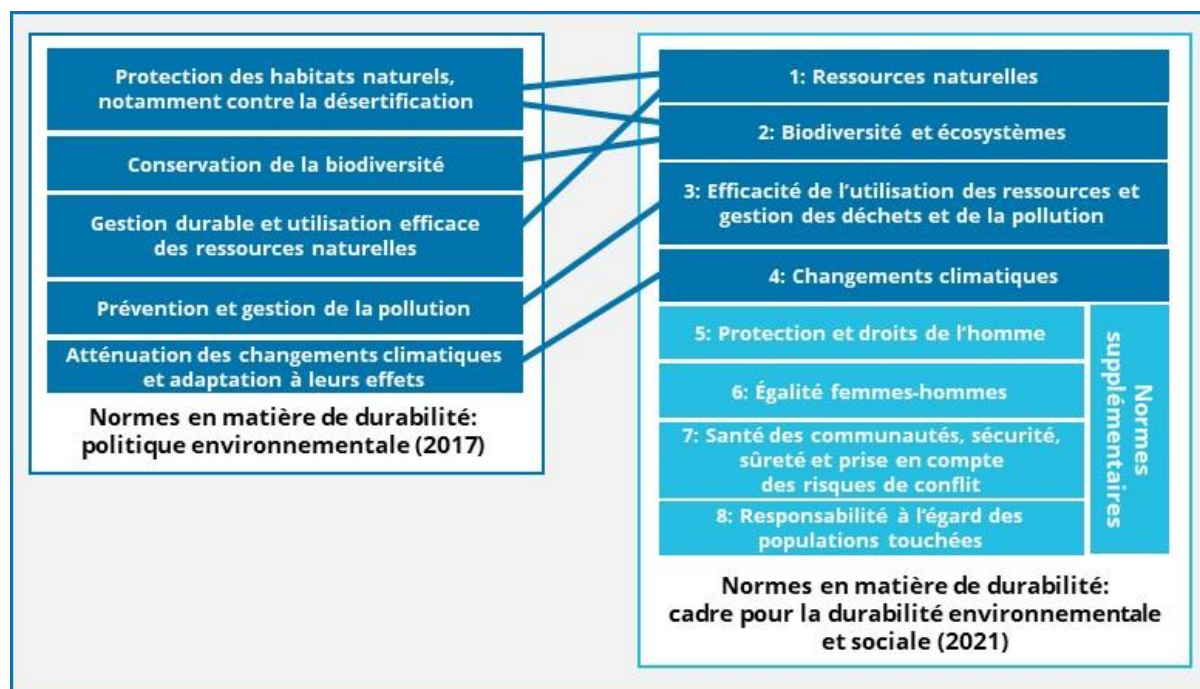 Protection des habitats naturels,
notamment contre la désertification
Conservation de la biodiversité
Gestion durable et utilisation efficace
des ressources naturelles
Prévention et gestion de la pollution
Atténuation des changements climatiques
et adaptation à leurs effets
Normes en matière de durabilité:
politique environnementale (2017)
1: Ressources naturelles
2: Biodiversité et écosystèmes
3: Efficacité de l’utilisation des ressources et
gestion des déchets et de la pollution
4: Changements climatiques
5: Protection et droits de l’homme
6: Égalité femmes-hommes
7: Santé des communautés, sécurité,
sûreté et prise en compte
des risques de conflit
8: Responsabilité à l’égard des
populations touchées
Normes
supplémentaires
Normes en matière de durabilité:
cadre pour la durabilité environnementale
et sociale (2021)